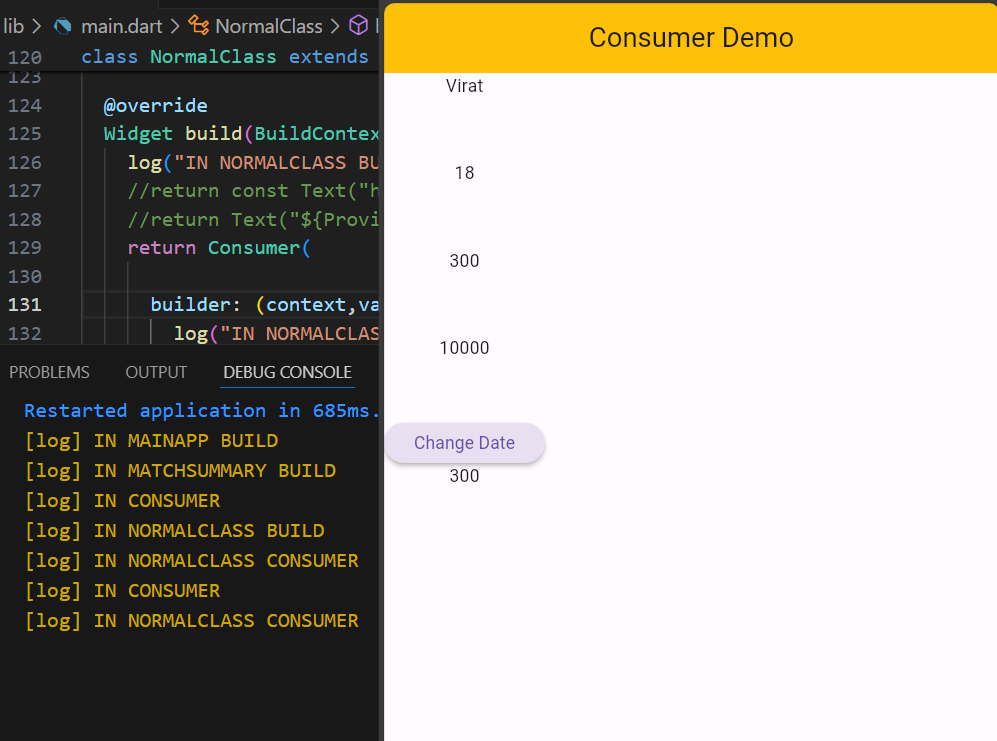 lib > main.dart > NormalClass >
120 class NormalClass extends
123
124 @override
125 Widget build(BuildContex
126 log("IN NORMALCLASS BU
127 //return const Text("h
128 //return Text("${Provi
129 return Consumer(
130
131 builder: (context,va
132 log("IN NORMALCLAS
PROBLEMS OUTPUT DEBUG CONSOLE
Restarted application in 685ms.
[log] IN MAINAPP BUILD
[log] IN MATCHSUMMARY BUILD
[log] IN CONSUMER
[log] IN NORMALCLASS BUILD
[log] IN NORMALCLASS CONSUMER
[log] IN CONSUMER
[log] IN NORMALCLASS CONSUMER
Consumer Demo
Virat
18
300
10000
Change Date
300